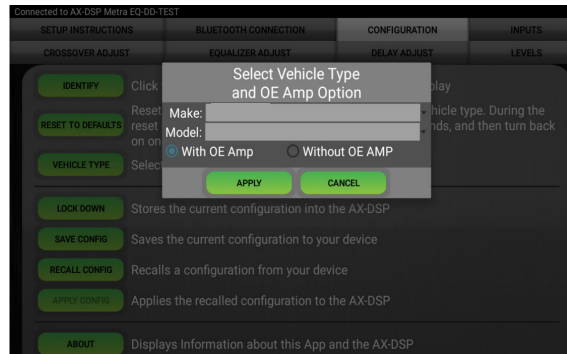 Connected to AX-DSP Metra EQ-DD-TEST
SETUP INSTRUCTIONS BLUETOOTH CONNECTION CONFIGURATION INPUTS
CROSSOVER ADJUST EQUALIZER ADJUST DELAY ADJUST LEVELS
Select Vehicle Type
and OE Amp Option
IDENTIFY Click play
Reset hicle type. During the
Make:
RESET TO DEFAULTS reset nds, and then turn back
Model:
on on
With OE Amp Without OE AMP
VEHICLE TYPE Select
APPLY CANCEL
LOCK DOWN Stores the current configuration into the AX-DSP
SAVE CONFIG Saves the current configuration to your device
RECALL CONFIG Recalls a configuration from your device
APPLY CONFIG Applies the recalled configuration to the AX-DSP
ABOUT Displays Information about this App and the AX-DSP